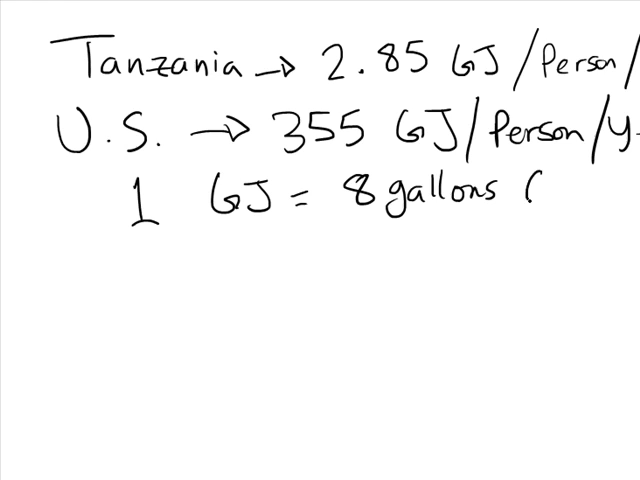 Tanzania → 2.85 GJ/Person/
U.S. → 355 GJ/Person/y
1 GJ = 8 gallons (